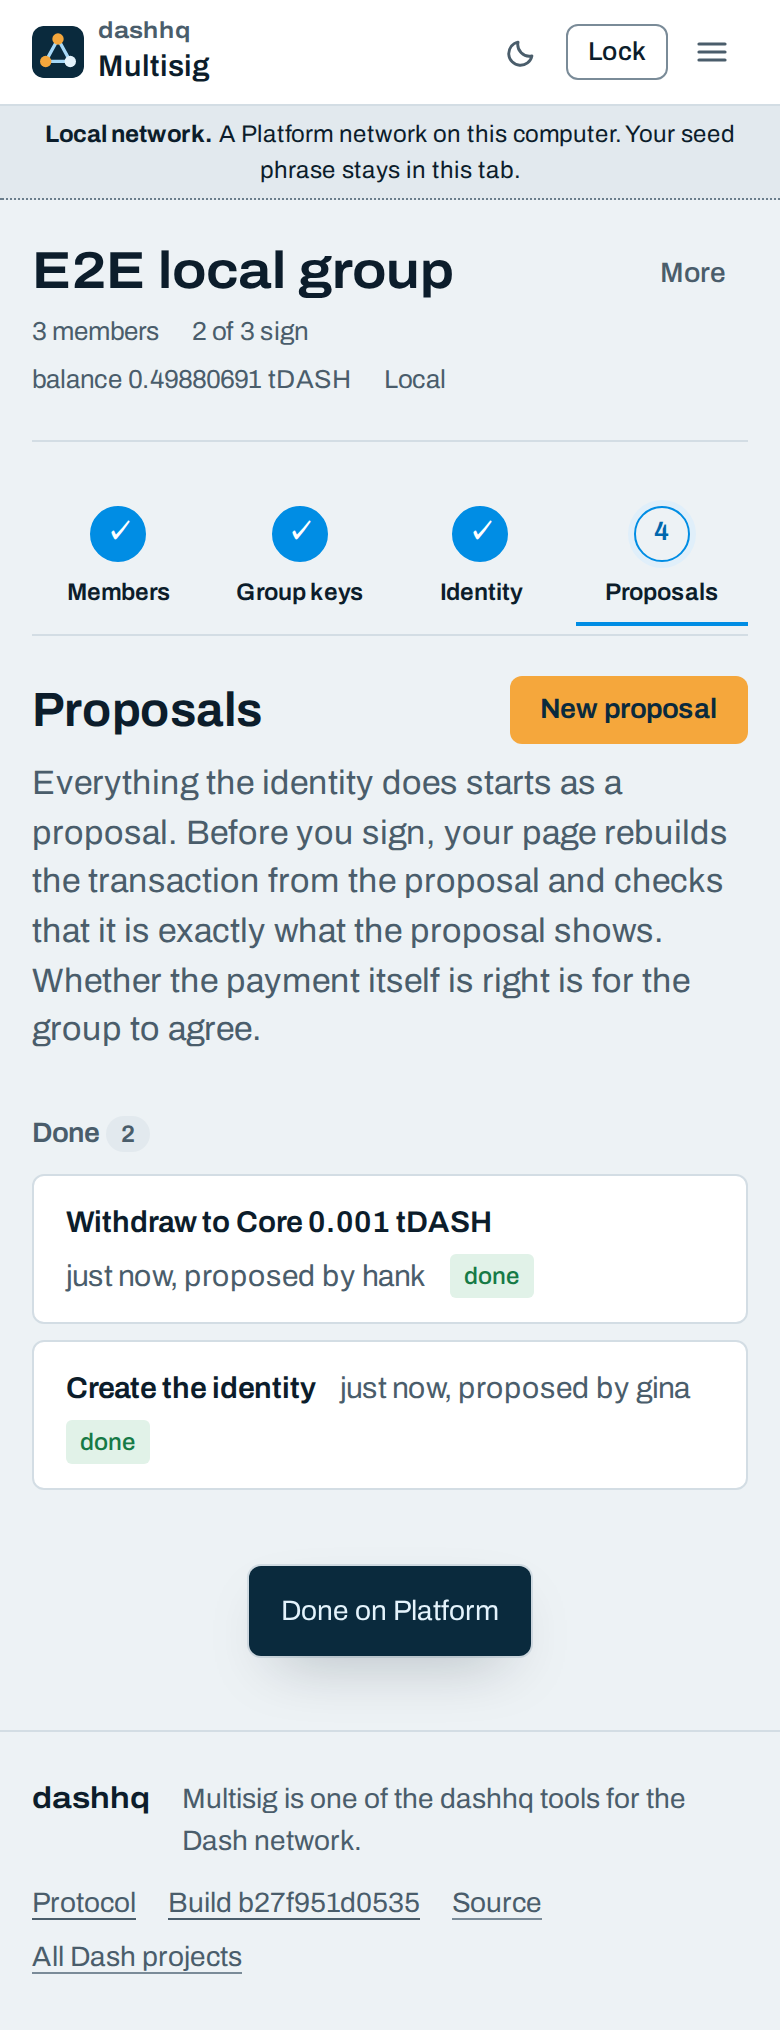 dashhq
Multisig
Lock
Local network. A Platform network on this computer. Your seed
phrase stays in this tab.
E2E local group
More
3 members 2 of 3 sign
balance 0.49880691 tDASH Local
✓ ✓ ✓ 4
Members Group keys Identity Proposals
Proposals
New proposal
Everything the identity does starts as a
proposal. Before you sign, your page rebuilds
the transaction from the proposal and checks
that it is exactly what the proposal shows.
Whether the payment itself is right is for the
group to agree.
Done 2
Withdraw to Core 0.001 tDASH
just now, proposed by hank done
Create the identity just now, proposed by gina
done
Done on Platform
dashhq Multisig is one of the dashhq tools for the
Dash network.
Protocol Build b27f951d0535 Source
All Dash projects